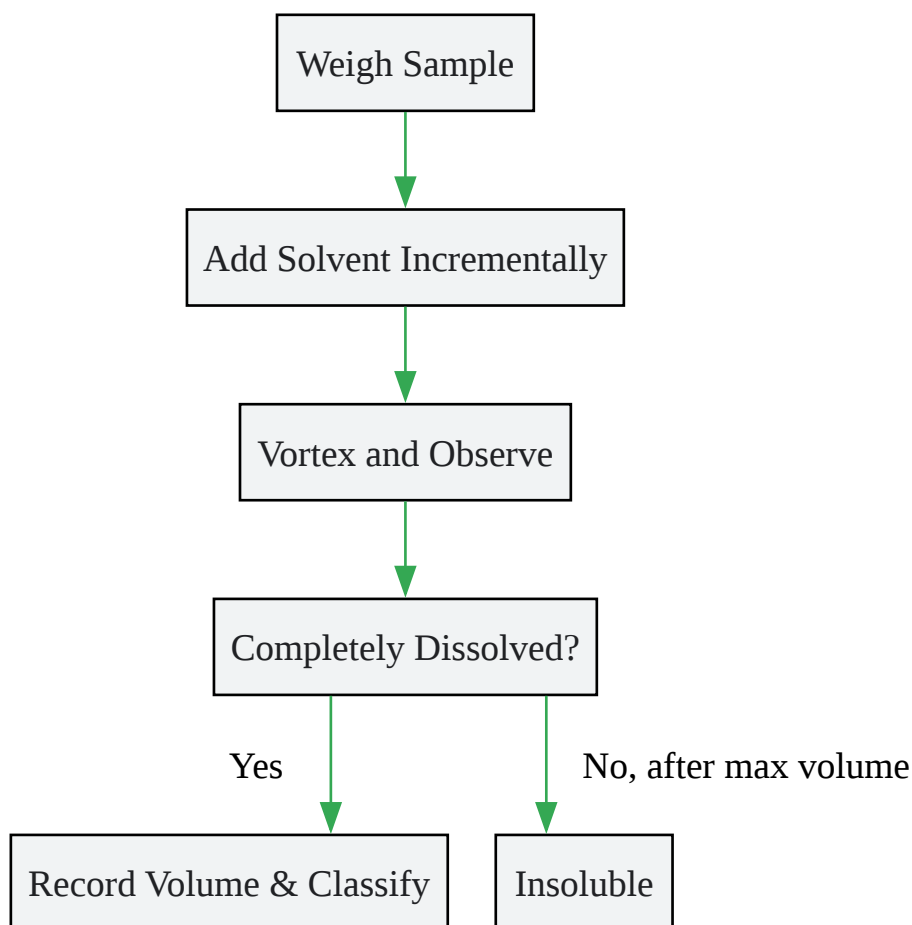 Weigh Sample
Add Solvent Incrementally
Vortex and Observe
Completely Dissolved?
Yes
No, after max volume
Record Volume & Classify
Insoluble